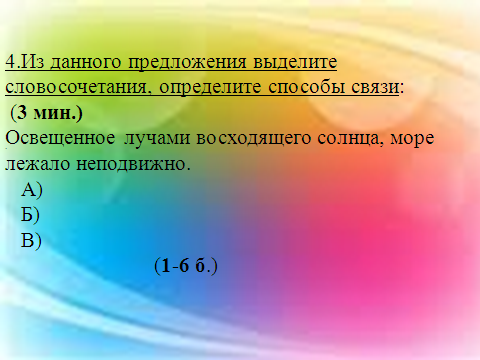 4.Из данного предложения выделите
словосочетания, определите способы связи:
(3 мин.)
Освещенное лучами восходящего солнца, море
лежало неподвижно.
А)
Б)
В)
(1-6 б.)